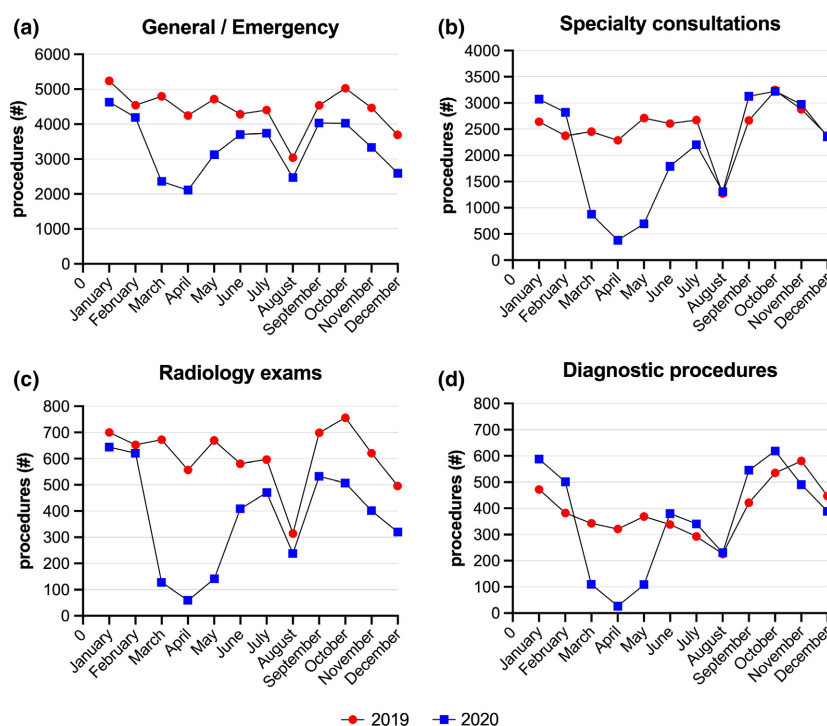 (a) General / Emergency
procedures (#)
6000
5000
4000
3000
2000
1000
0
0
January
February
March
April
May
June
July
August
September
October
November
December
(b) Specialty consultations
procedures (#)
4000
3500
3000
2500
2000
1500
1000
500
0
0
January
February
March
April
May
June
July
August
September
October
November
December
(c) Radiology exams
procedures (#)
800
700
600
500
400
300
200
100
0
0
January
February
March
April
May
June
July
August
September
October
November
December
(d) Diagnostic procedures
procedures (#)
800
700
600
500
400
300
200
100
0
0
January
February
March
April
May
June
July
August
September
October
November
December
2019 2020